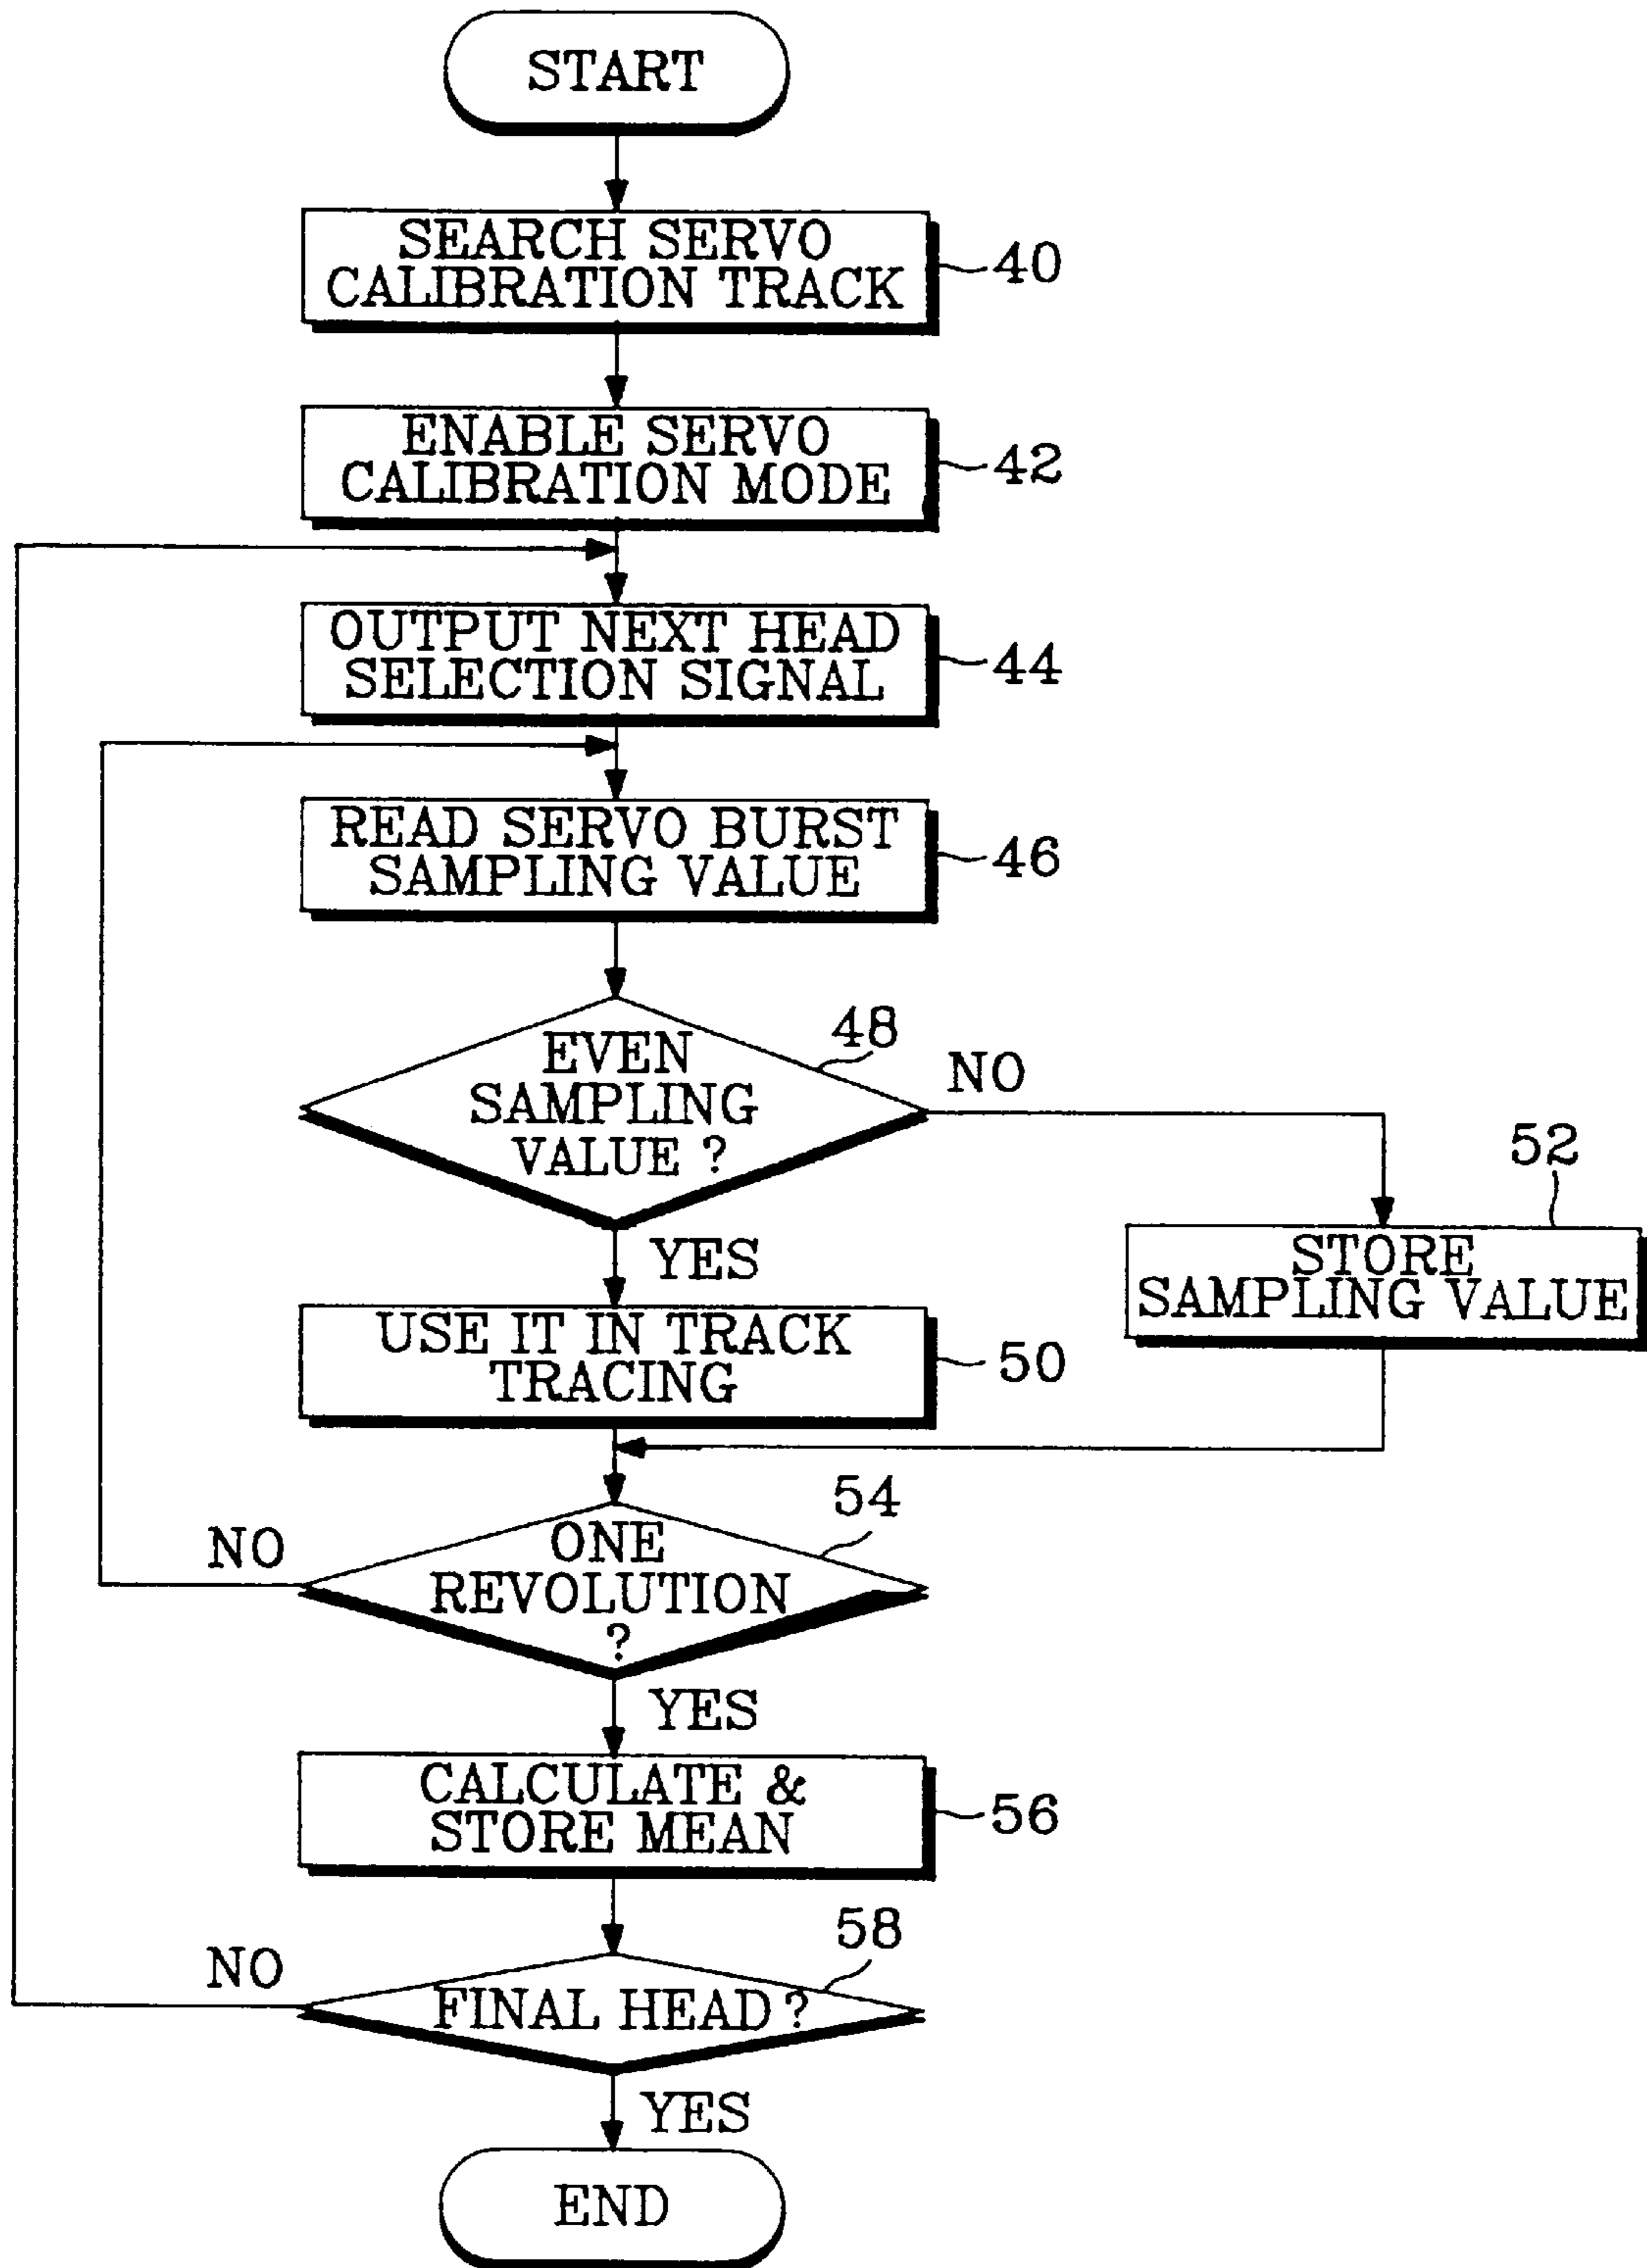 START
SEARCH SERVO
CALIBRATION TRACK
40
ENABLE SERVO
CALIBRATION MODE
42
OUTPUT NEXT HEAD
SELECTION SIGNAL
44
READ SERVO BURST
SAMPLING VALUE
46
48
EVEN
SAMPLING
VALUE ?
NO
52
STORE
SAMPLING VALUE
YES
USE IT IN TRACK
TRACING
50
54
ONE
REVOLUTION
?
NO
YES
CALCULATE &
STORE MEAN
56
58
FINAL HEAD ?
NO
YES
END